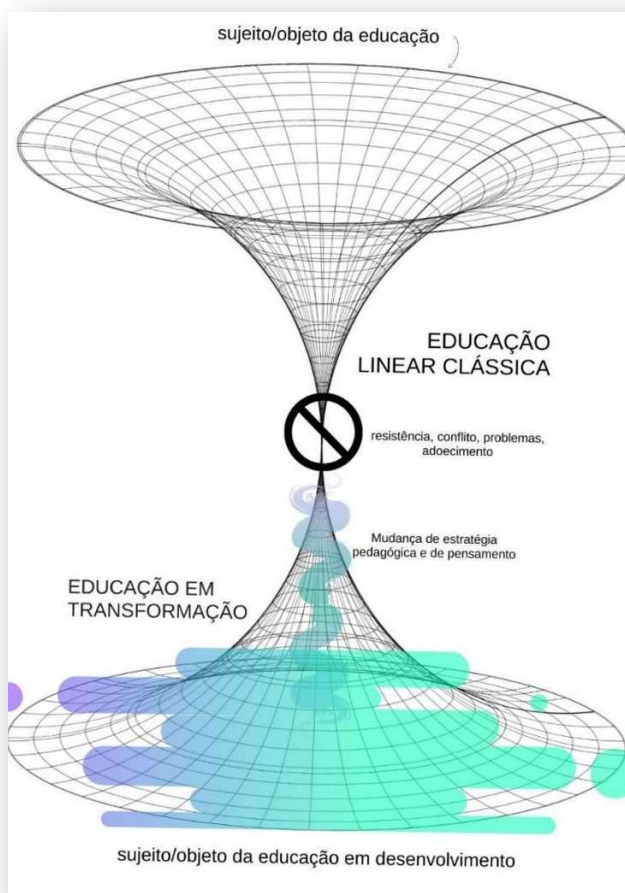 sujeito/objeto da educação
EDUCAÇÃO
LINEAR CLÁSSICA
resistência, conflito, problemas,
adoecimento
Mudança de estratégia
pedagógica e de pensamento
EDUCAÇÃO EM
TRANSFORMAÇÃO
sujeito/objeto da educação em desenvolvimento